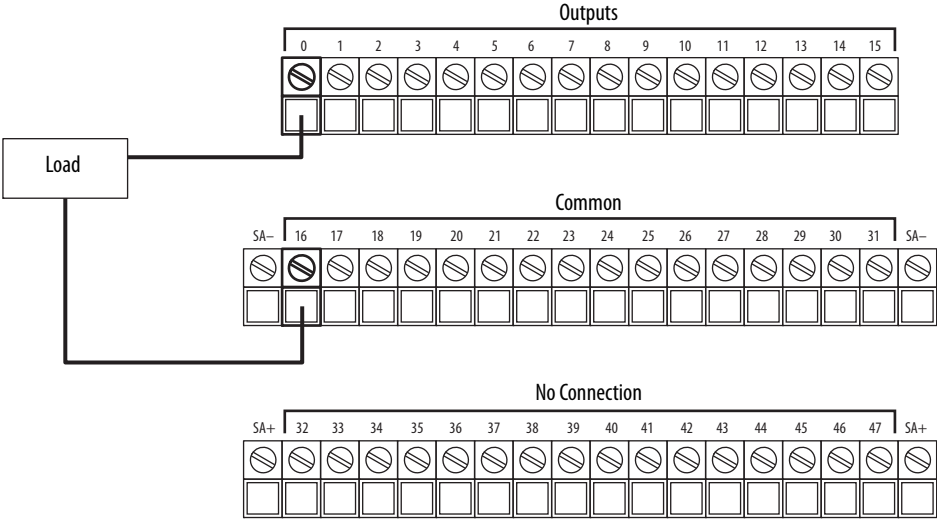 Outputs
0 1 2 3 4 5 6 7 8 9 10 11 12 13 14 15
Load
Common
SA– 16 17 18 19 20 21 22 23 24 25 26 27 28 29 30 31 SA–
No Connection
SA+ 32 33 34 35 36 37 38 39 40 41 42 43 44 45 46 47 SA+